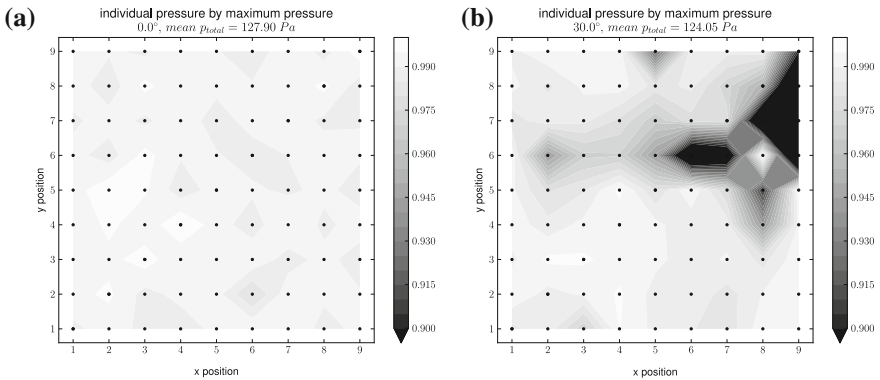 (a)
individual pressure by maximum pressure
0.0°, mean p_total = 127.90 Pa
9
8
7
6
5
4
3
2
1
y position
1 2 3 4 5 6 7 8 9
x position
0.990
0.975
0.960
0.945
0.930
0.915
0.900
(b)
individual pressure by maximum pressure
30.0°, mean p_total = 124.05 Pa
9
8
7
6
5
4
3
2
1
y position
1 2 3 4 5 6 7 8 9
x position
0.990
0.975
0.960
0.945
0.930
0.915
0.900